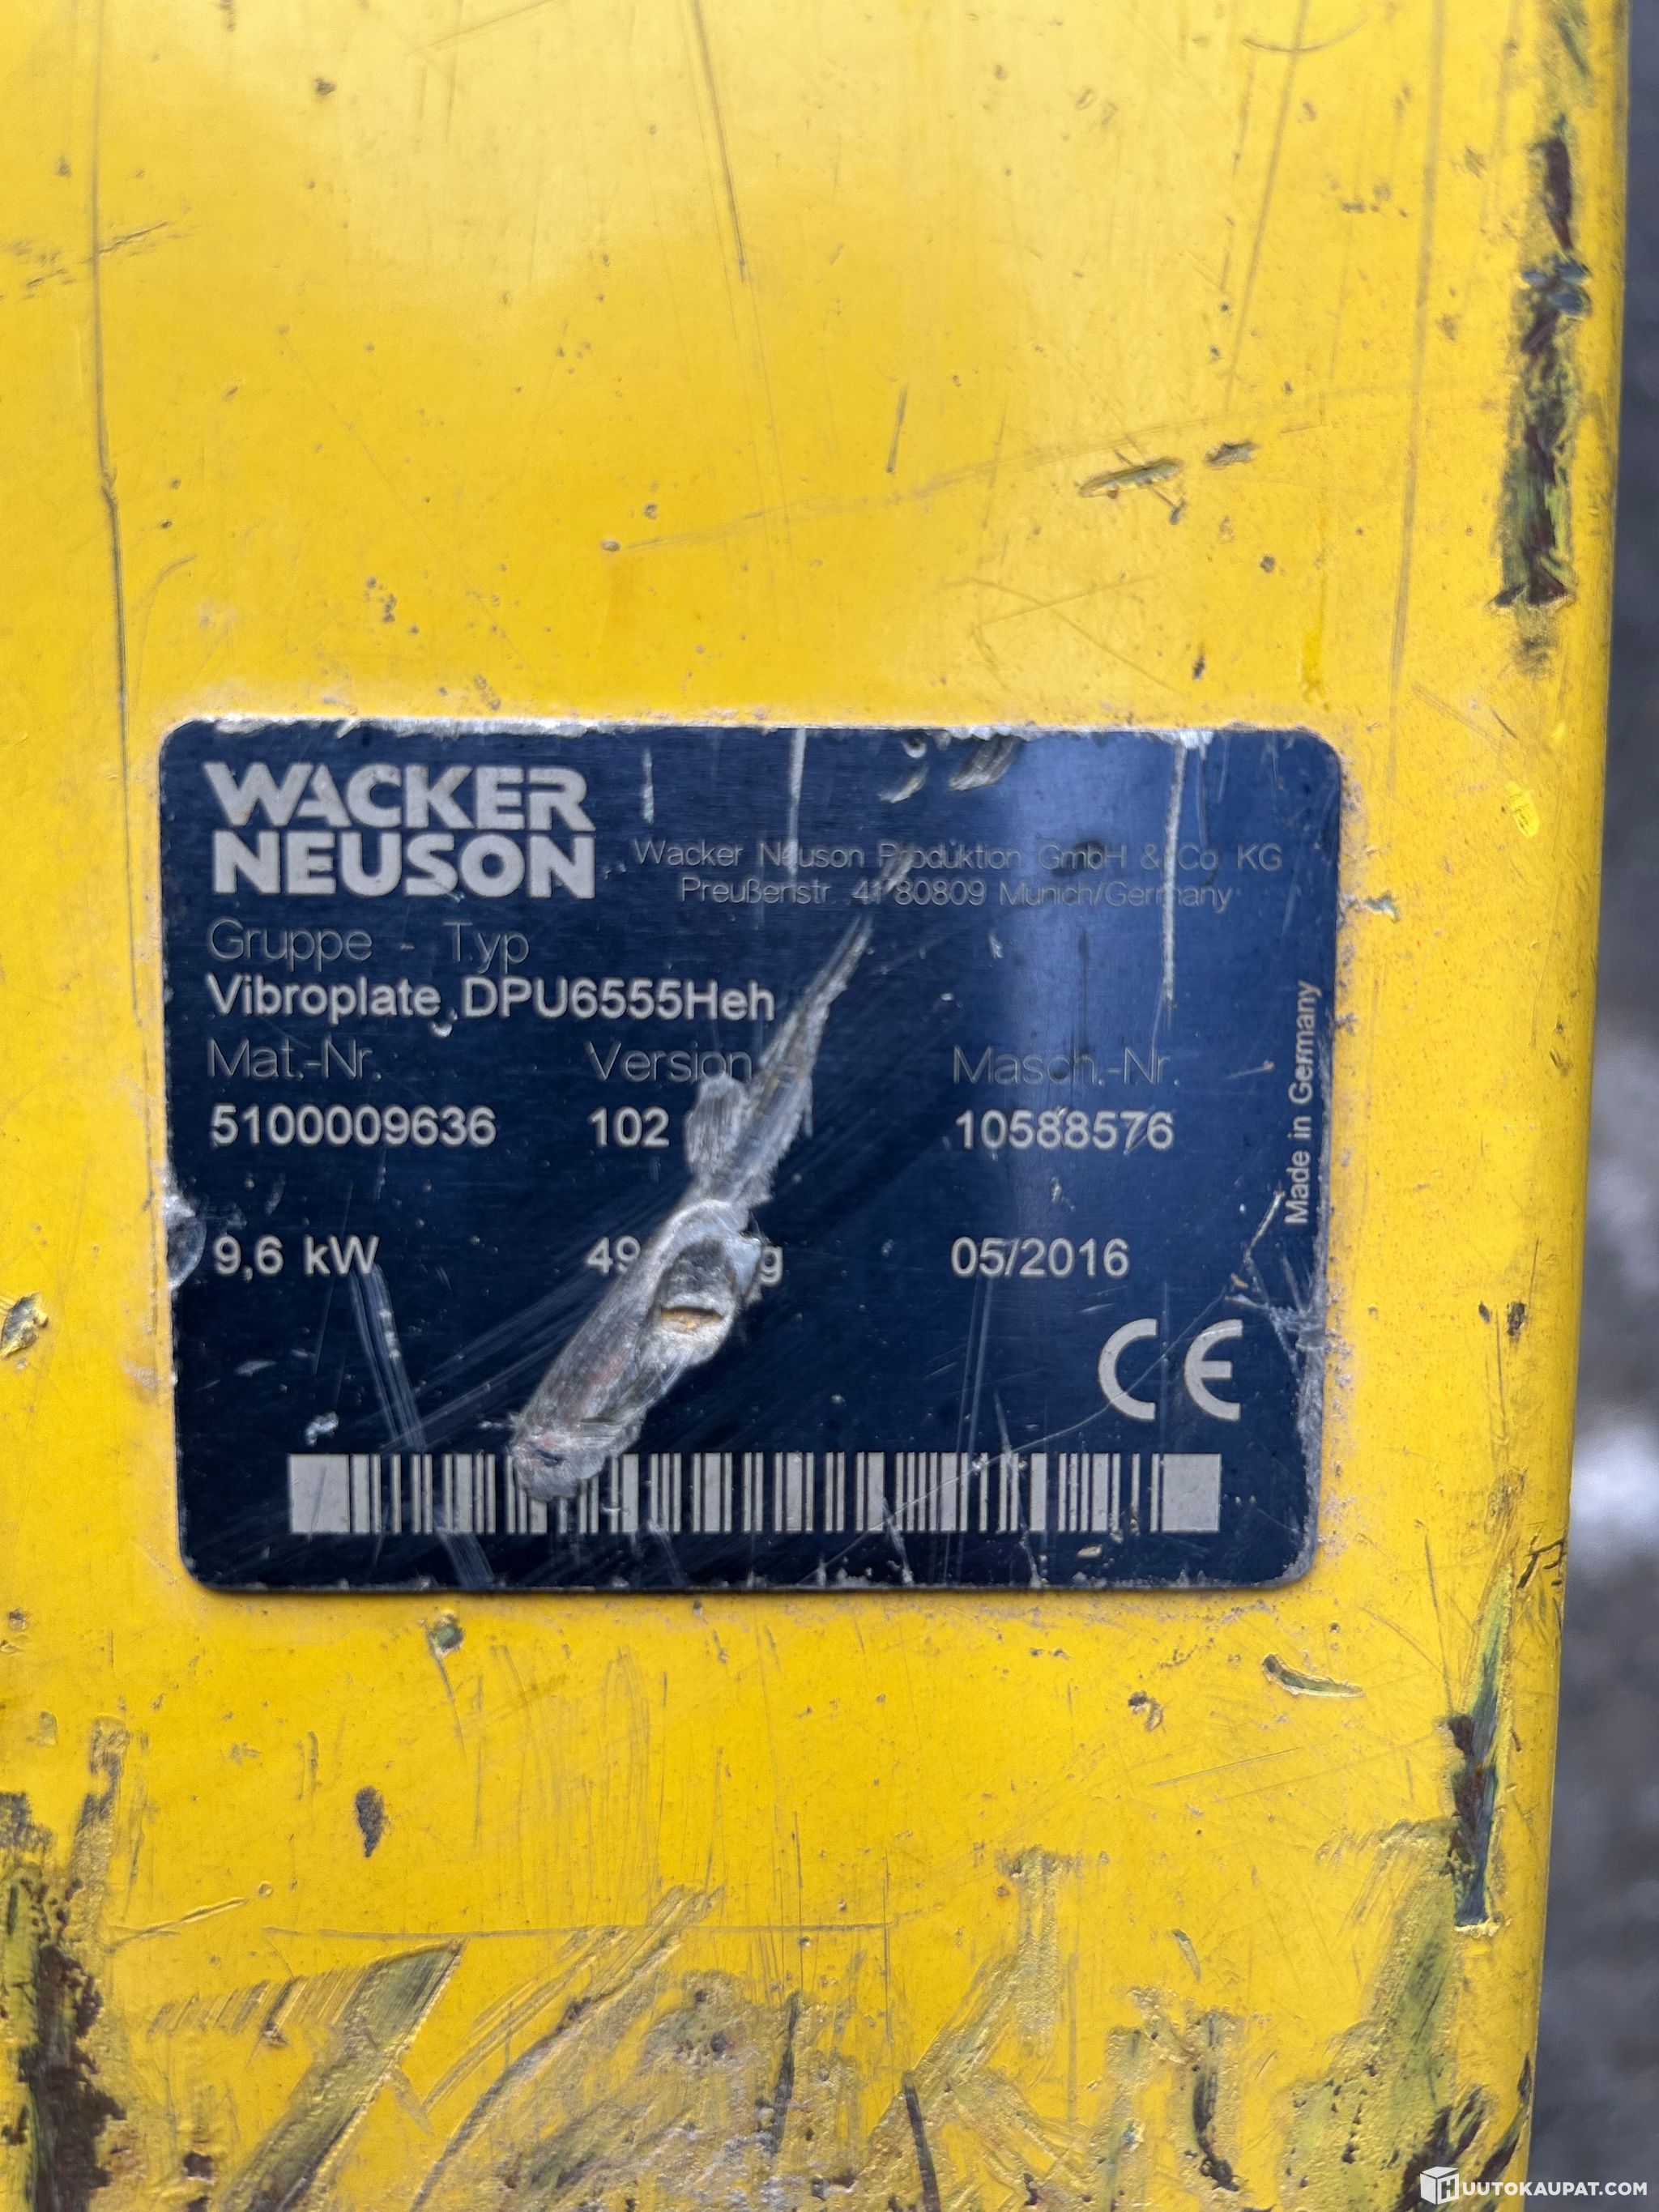 WACKER
NEUSON
Wacker Neuson Produktion GmbH & Co. KG
Preußenstr. 41 80809 Munich/Germany
Gruppe - Typ
Vibroplate DPU6555Heh
Mat.-Nr. Version Masch.-Nr.
5100009636 102 10588576
9,6 kW 05/2016
Made in Germany
CE
HUUTOKAUPAT.COM